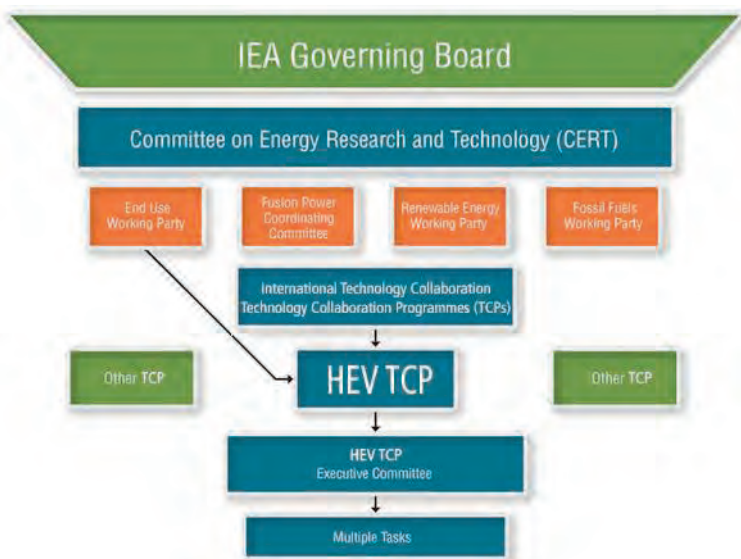 IEA Governing Board
Committee on Energy Research and Technology (CERT)
End Use
Working Party
Fusion Power
Coordinating
Committee
Renewable Energy
Working Party
Fossil Fuels
Working Party
International Technology Collaboration
Technology Collaboration Programmes (TCPs)
Other TCP
HEV TCP
Other TCP
HEV TCP
Executive Committee
Multiple Tasks